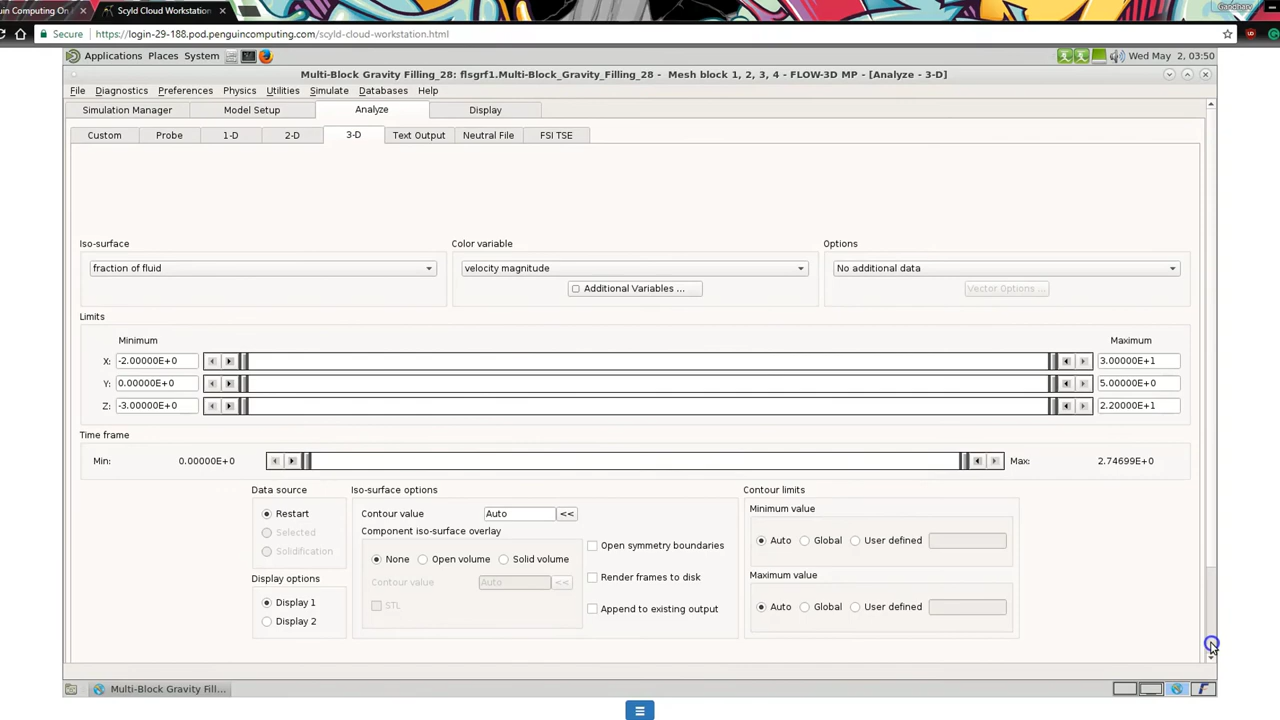 uin Computing On
Scyld Cloud Workstation
Gandharv
Secure
https://login-29-188.pod.penguincomputing.com/scyld-cloud-workstation.html
Applications Places System
Wed May 2, 03:50
Multi-Block Gravity Filling_28: flsgrf1.Multi-Block_Gravity_Filling_28 - Mesh block 1, 2, 3, 4 - FLOW-3D MP - [Analyze - 3-D]
File Diagnostics Preferences Physics Utilities Simulate Databases Help
Simulation Manager Model Setup Analyze Display
Custom Probe 1-D 2-D 3-D Text Output Neutral File FSI TSE
Iso-surface Color variable Options
fraction of fluid velocity magnitude No additional data
Additional Variables ... Vector Options ...
Limits
Minimum Maximum
X: -2.00000E+0 3.00000E+1
Y: 0.00000E+0 5.00000E+0
Z: -3.00000E+0 2.20000E+1
Time frame
Min: 0.00000E+0 Max: 2.74699E+0
Data source Iso-surface options Contour limits
Restart Contour value Auto << Minimum value
Selected Component iso-surface overlay Auto Global User defined
Solidification None Open volume Solid volume Open symmetry boundaries
Display options Contour value Auto << Render frames to disk Maximum value
Display 1 STL Append to existing output Auto Global User defined
Display 2
Multi-Block Gravity Fill...